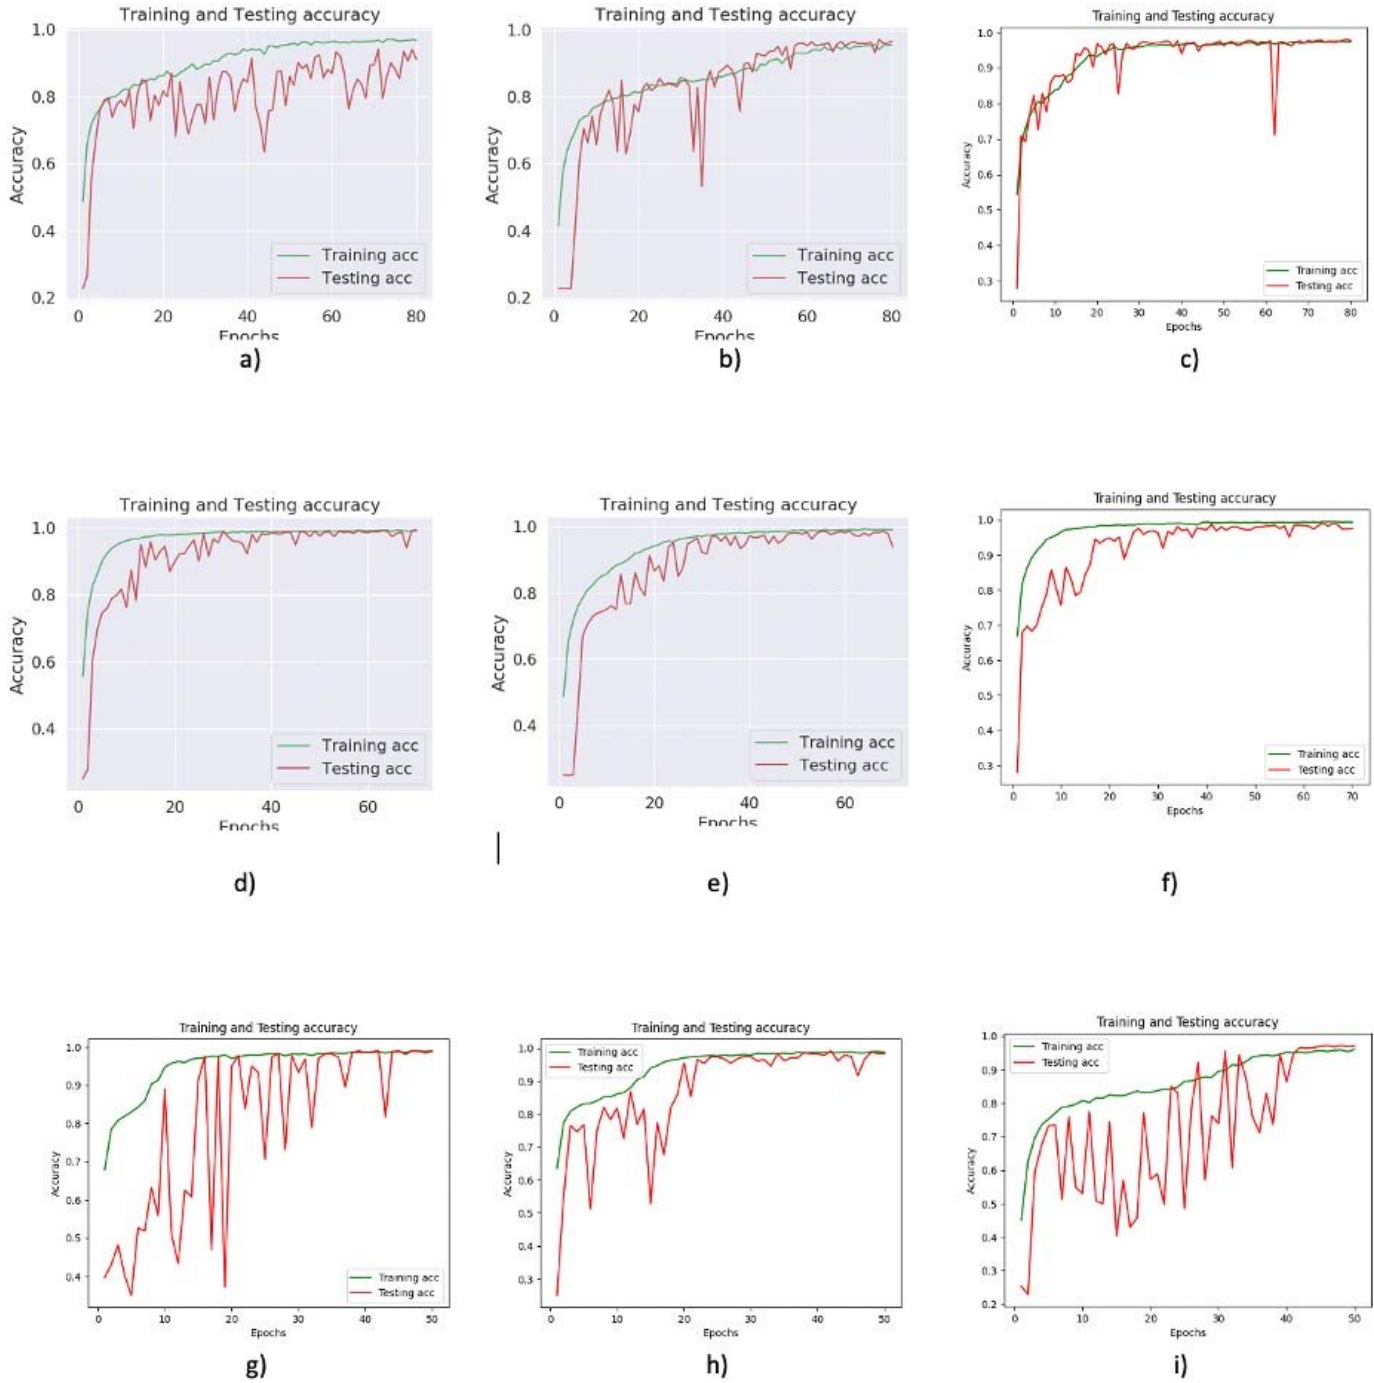 Training and Testing accuracy
1.0
0.8
0.6
0.4
0.2
Accuracy
Training acc
Testing acc
0 20 40 60 80
Epochs
a)
Training and Testing accuracy
1.0
0.8
0.6
0.4
0.2
Accuracy
Training acc
Testing acc
0 20 40 60 80
Epochs
b)
Training and Testing accuracy
1.0
0.9
0.8
0.7
0.6
0.5
0.4
0.3
Accuracy
Training acc
Testing acc
0 10 20 30 40 50 60 70 80
Epochs
c)
Training and Testing accuracy
1.0
0.8
0.6
0.4
Accuracy
Training acc
Testing acc
0 20 40 60
Epochs
d)
Training and Testing accuracy
1.0
0.8
0.6
0.4
Accuracy
Training acc
Testing acc
0 20 40 60
Epochs
e)
Training and Testing accuracy
1.0
0.9
0.8
0.7
0.6
0.5
0.4
0.3
Accuracy
Training acc
Testing acc
0 10 20 30 40 50 60 70
Epochs
f)
Training and Testing accuracy
1.0
0.9
0.8
0.7
0.6
0.5
0.4
Accuracy
Training acc
Testing acc
0 10 20 30 40 50
Epochs
g)
Training and Testing accuracy
Training acc
Testing acc
1.0
0.9
0.8
0.7
0.6
0.5
0.4
0.3
Accuracy
0 10 20 30 40 50
Epochs
h)
Training and Testing accuracy
Training acc
Testing acc
1.0
0.9
0.8
0.7
0.6
0.5
0.4
0.3
0.2
Accuracy
0 10 20 30 40 50
Epochs
i)